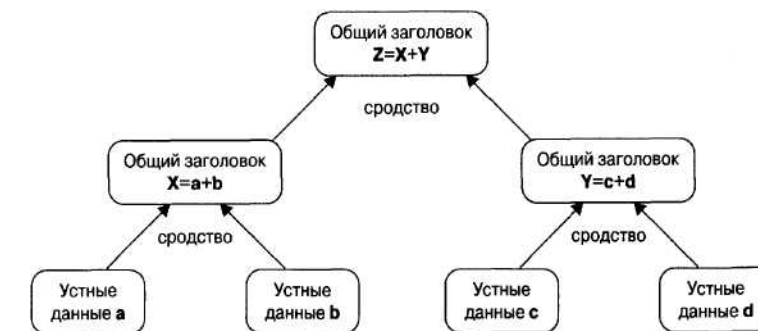 Общий заголовок
Z=X+Y
сродство
Общий заголовок
X=a+b
Общий заголовок
Y=c+d
сродство
сродство
Устные
данные a
Устные
данные b
Устные
данные c
Устные
данные d